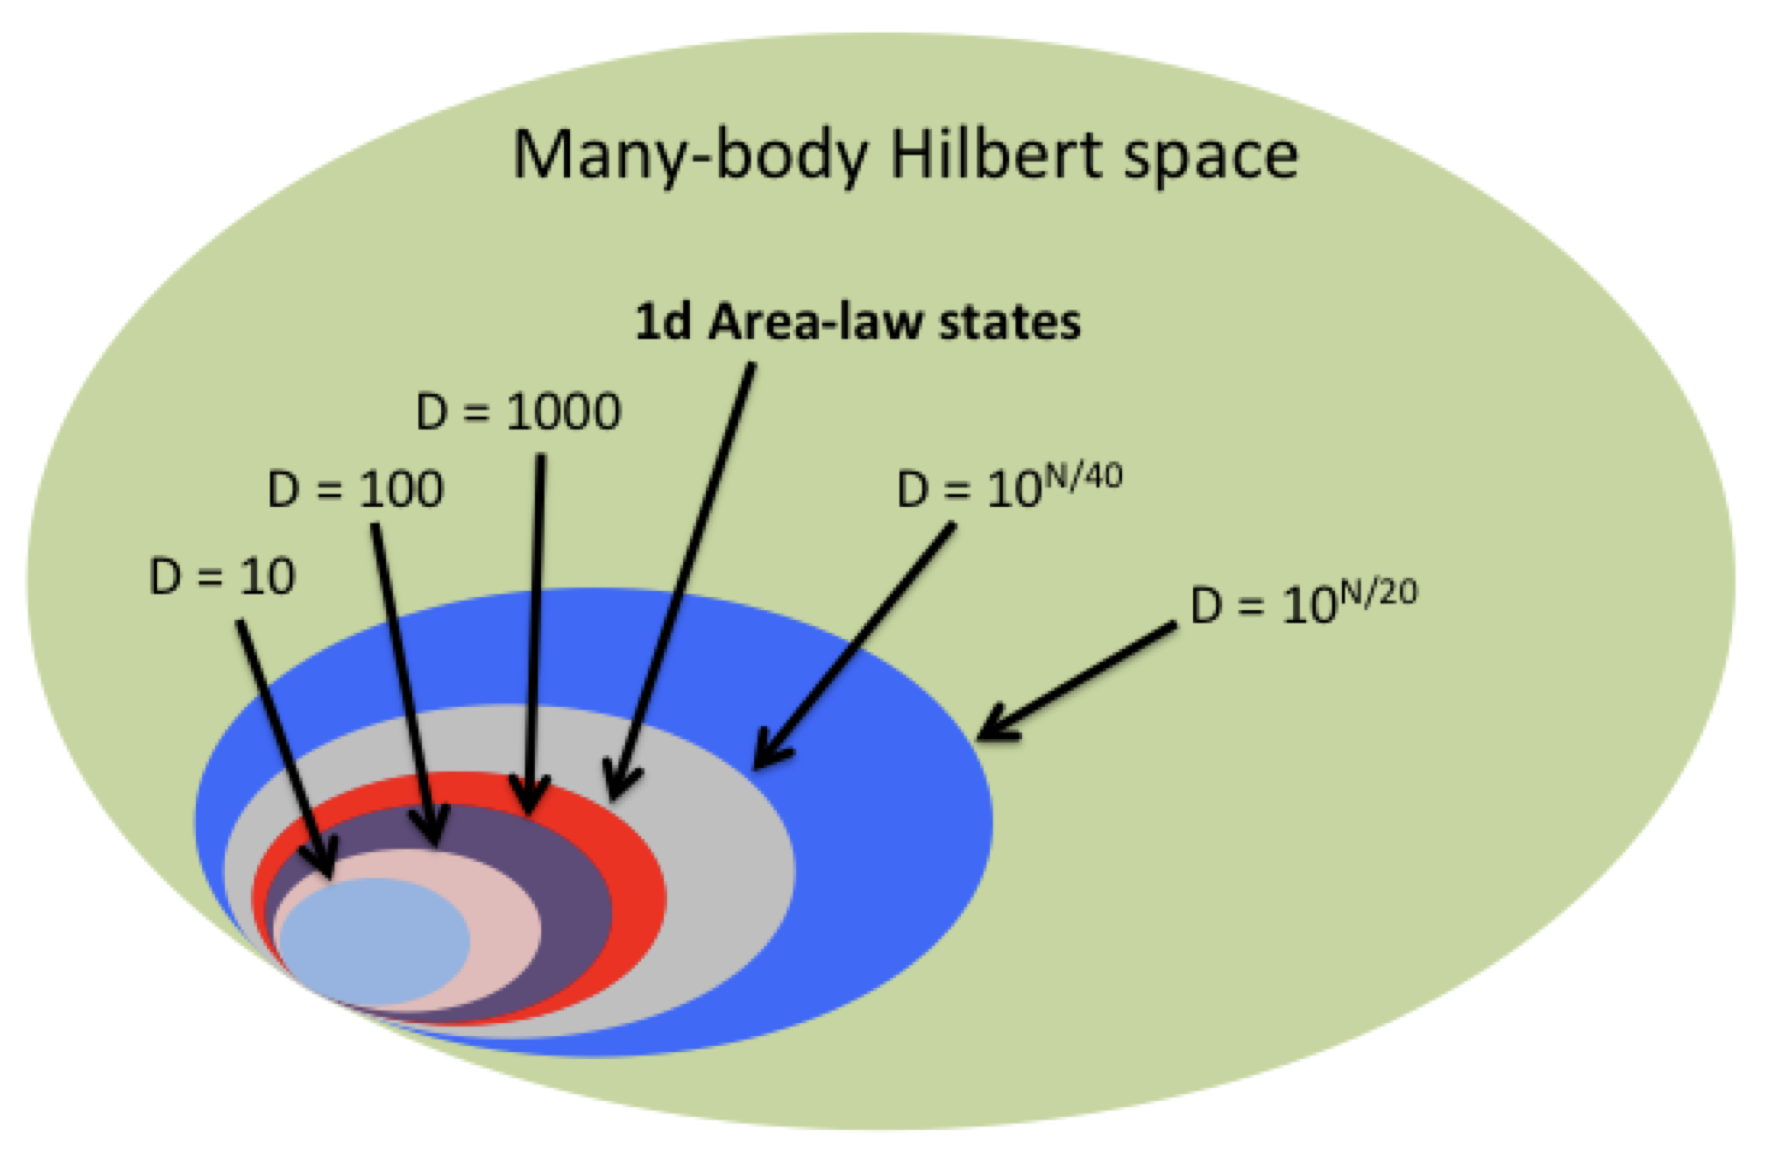 Many-body Hilbert space
1d Area-law states
D = 1000
D = 100
D = 10^N/40
D = 10
D = 10^N/20